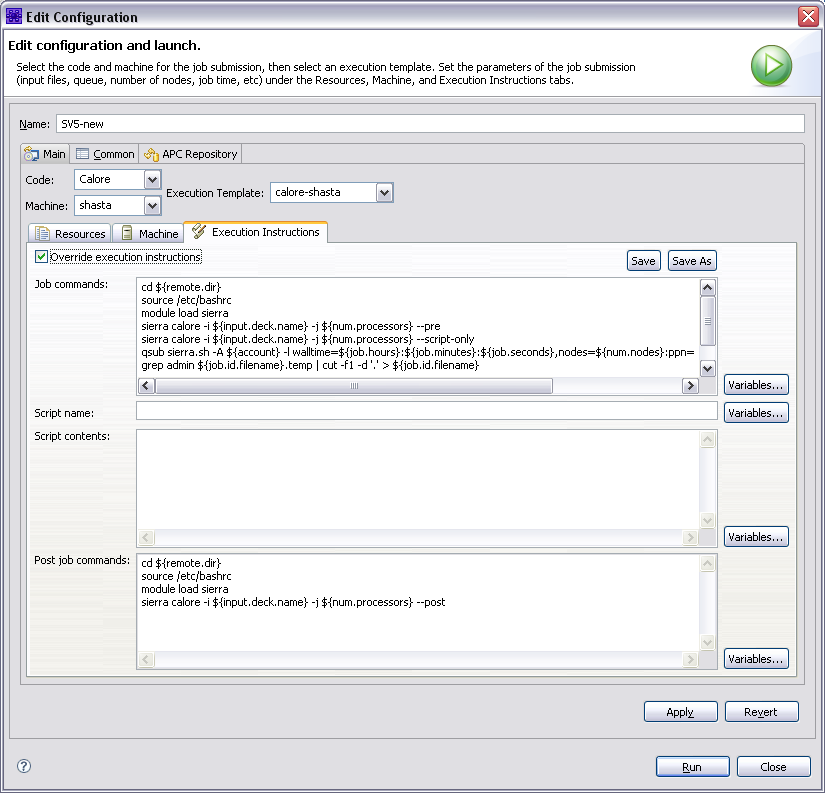 Edit Configuration
Edit configuration and launch.
Select the code and machine for the job submission, then select an execution template. Set the parameters of the job submission
(input files, queue, number of nodes, job time, etc) under the Resources, Machine, and Execution Instructions tabs.
Name: SV5-new
Main Common APC Repository
Code: Calore
Execution Template: calore-shasta
Machine: shasta
Resources Machine Execution Instructions
Override execution instructions
Save Save As
Job commands:
cd ${remote.dir}
source /etc/bashrc
module load sierra
sierra calore -i ${input.deck.name} -j ${num.processors} --pre
sierra calore -i ${input.deck.name} -j ${num.processors} --script-only
qsub sierra.sh -A ${account} -l walltime=${job.hours}:${job.minutes}:${job.seconds},nodes=${num.nodes}:ppn=
grep admin ${job.id.filename}.temp | cut -f1 -d '.' > ${job.id.filename}
Variables...
Script name:
Variables...
Script contents:
Variables...
Post job commands:
cd ${remote.dir}
source /etc/bashrc
module load sierra
sierra calore -i ${input.deck.name} -j ${num.processors} --post
Variables...
Apply Revert
? Run Close